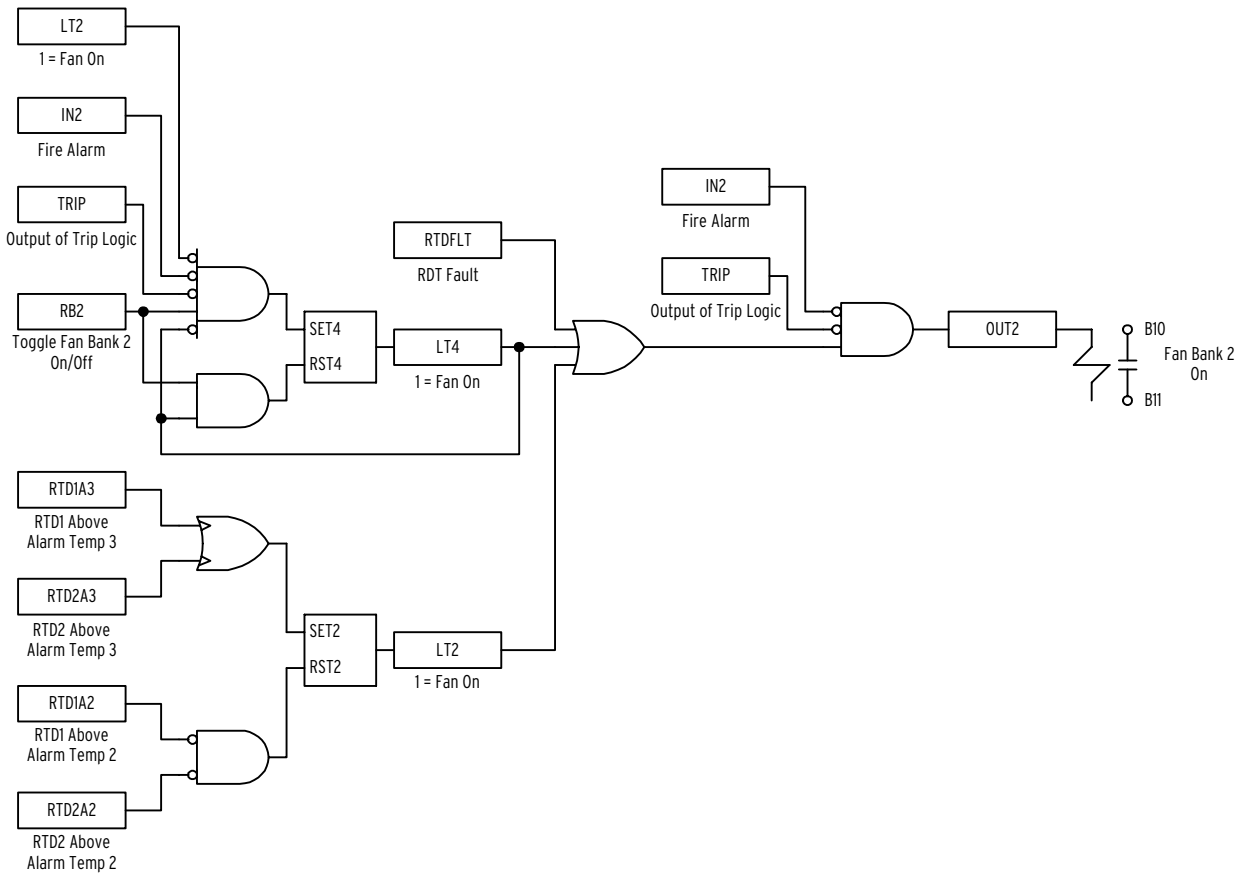 LT2
1 = Fan On
IN2
Fire Alarm
TRIP
Output of Trip Logic
RB2
Toggle Fan Bank 2
On/Off
SET4
RST4
LT4
1 = Fan On
RTDFLT
RDT Fault
IN2
Fire Alarm
TRIP
Output of Trip Logic
OUT2
B10
Fan Bank 2
On
B11
RTD1A3
RTD1 Above
Alarm Temp 3
RTD2A3
RTD2 Above
Alarm Temp 3
SET2
RST2
LT2
1 = Fan On
RTD1A2
RTD1 Above
Alarm Temp 2
RTD2A2
RTD2 Above
Alarm Temp 2